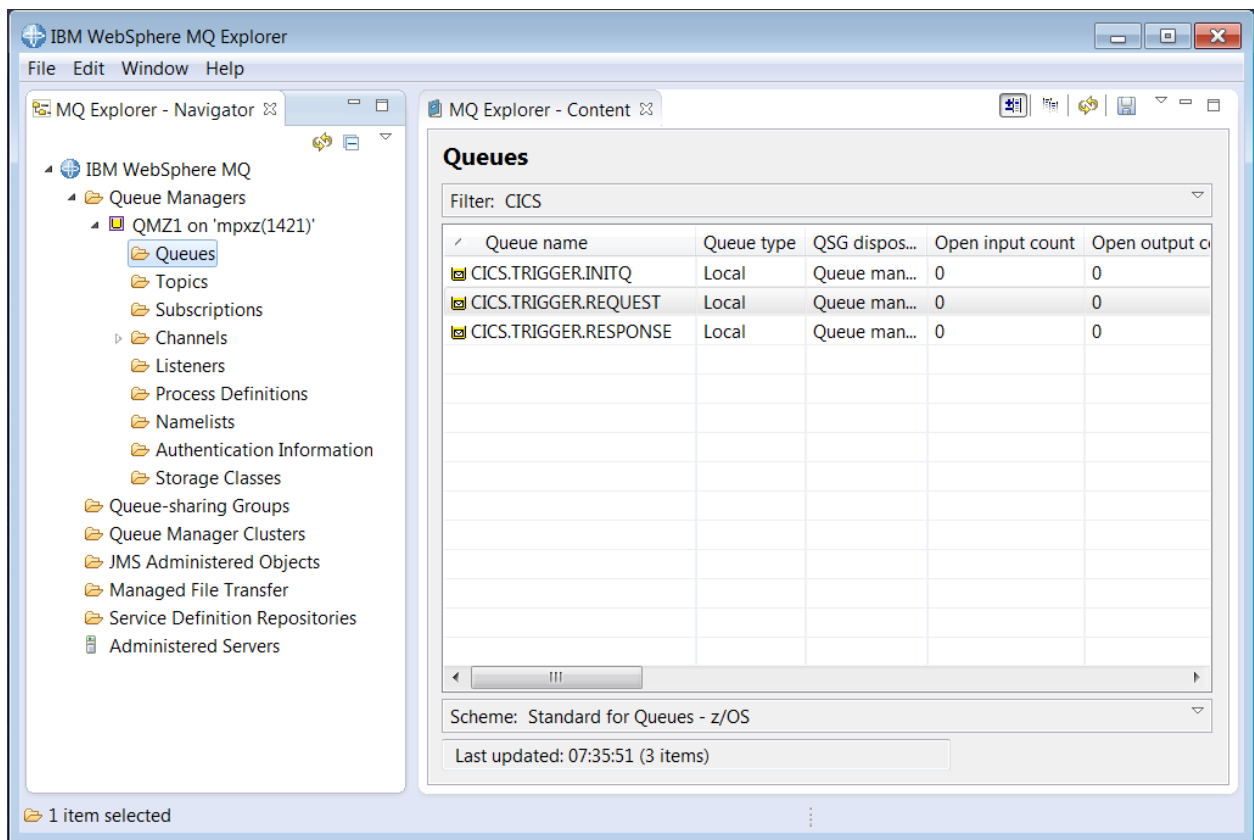 IBM WebSphere MQ Explorer
File Edit Window Help
MQ Explorer - Navigator
IBM WebSphere MQ
Queue Managers
QMZ1 on 'mpxz(1421)'
Queues
Topics
Subscriptions
Channels
Listeners
Process Definitions
Namelists
Authentication Information
Storage Classes
Queue-sharing Groups
Queue Manager Clusters
JMS Administered Objects
Managed File Transfer
Service Definition Repositories
Administered Servers
MQ Explorer - Content
Queues
Filter: CICS
Queue name Queue type QSG dispos... Open input count Open output c
CICS.TRIGGER.INITQ Local Queue man... 0 0
CICS.TRIGGER.REQUEST Local Queue man... 0 0
CICS.TRIGGER.RESPONSE Local Queue man... 0 0
Scheme: Standard for Queues - z/OS
Last updated: 07:35:51 (3 items)
1 item selected